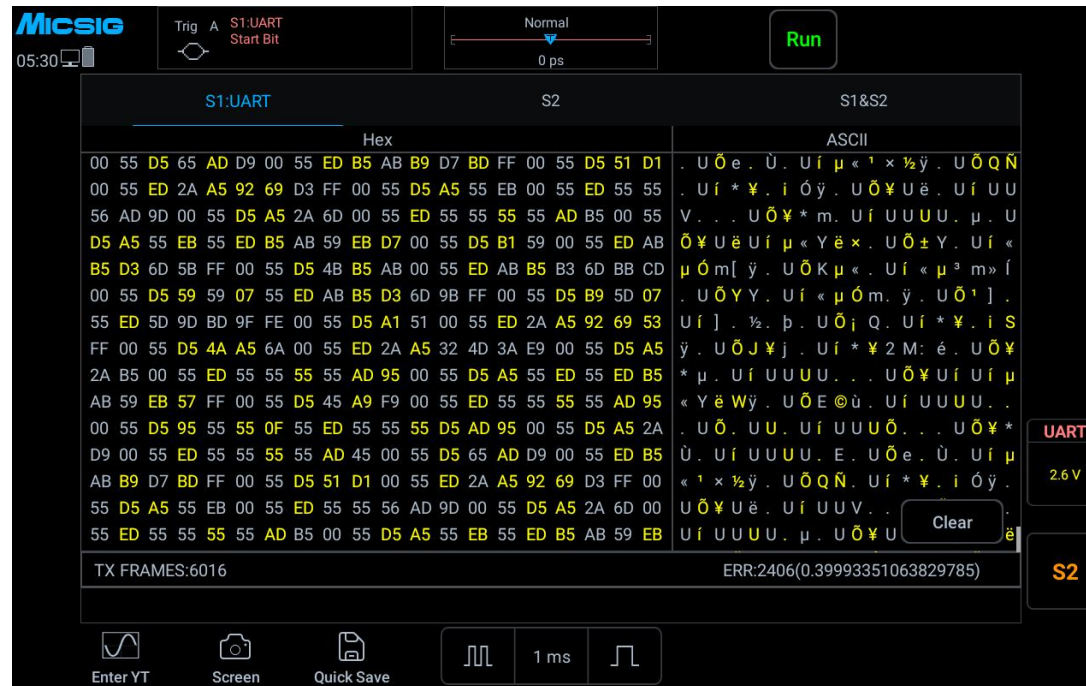 Micsig
Trig A S1:UART
Start Bit
Normal
0 ps
Run
05:30
S1:UART S2 S1&S2
Hex ASCII
00 55 D5 65 AD D9 00 55 ED B5 AB B9 D7 BD FF 00 55 D5 51 D1 . U Õ e . Ù . U í µ « ¹ × ½ ÿ . U Õ Q Ñ
00 55 ED 2A A5 92 69 D3 FF 00 55 D5 A5 55 EB 00 55 ED 55 55 . U í * ¥ . i Ó ÿ . U Õ ¥ U ë . U í U U
56 AD 9D 00 55 D5 A5 2A 6D 00 55 ED 55 55 55 55 AD B5 00 55 V . . . U Õ ¥ * m . U í U U U U . µ . U
D5 A5 55 EB 55 ED B5 AB 59 EB D7 00 55 D5 B1 59 00 55 ED AB Õ ¥ U ë U í µ « Y ë × . U Õ ± Y . U í «
B5 D3 6D 5B FF 00 55 D5 4B B5 AB 00 55 ED AB B5 B3 6D BB CD µ Ó m [ ÿ . U Õ K µ « . U í « µ ³ m » Í
00 55 D5 59 59 07 55 ED AB B5 D3 6D 9B FF 00 55 D5 B9 5D 07 . U Õ Y Y . U í « µ Ó m . ÿ . U Õ ¹ ] .
55 ED 5D 9D BD 9F FE 00 55 D5 A1 51 00 55 ED 2A A5 92 69 53 U í ] . ½ . þ . U Õ ¡ Q . U í * ¥ . i S
FF 00 55 D5 4A A5 6A 00 55 ED 2A A5 32 4D 3A E9 00 55 D5 A5 ÿ . U Õ J ¥ j . U í * ¥ 2 M : é . U Õ ¥
2A B5 00 55 ED 55 55 55 55 AD 95 00 55 D5 A5 55 ED 55 ED B5 * µ . U í U U U U . . . U Õ ¥ U í U í µ
AB 59 EB 57 FF 00 55 D5 45 A9 F9 00 55 ED 55 55 55 55 AD 95 « Y ë W ÿ . U Õ E © ù . U í U U U U . .
00 55 D5 95 55 55 0F 55 ED 55 55 55 D5 AD 95 00 55 D5 A5 2A . U Õ . U U . U í U U U Õ . . . U Õ ¥ *
D9 00 55 ED 55 55 55 55 AD 45 00 55 D5 65 AD D9 00 55 ED B5 Ù . U í U U U U . E . U Õ e . Ù . U í µ
AB B9 D7 BD FF 00 55 D5 51 D1 00 55 ED 2A A5 92 69 D3 FF 00 « ¹ × ½ ÿ . U Õ Q Ñ . U í * ¥ . i Ó ÿ .
55 D5 A5 55 EB 00 55 ED 55 55 56 AD 9D 00 55 D5 A5 2A 6D 00 U Õ ¥ U ë . U í U U V . .
55 ED 55 55 55 55 AD B5 00 55 D5 A5 55 EB 55 ED B5 AB 59 EB U í U U U U . µ . U Õ ¥ U ë
Clear
UART
2.6 V
TX FRAMES:6016 ERR:2406(0.39993351063829785)
S2
Enter YT Screen Quick Save 1 ms